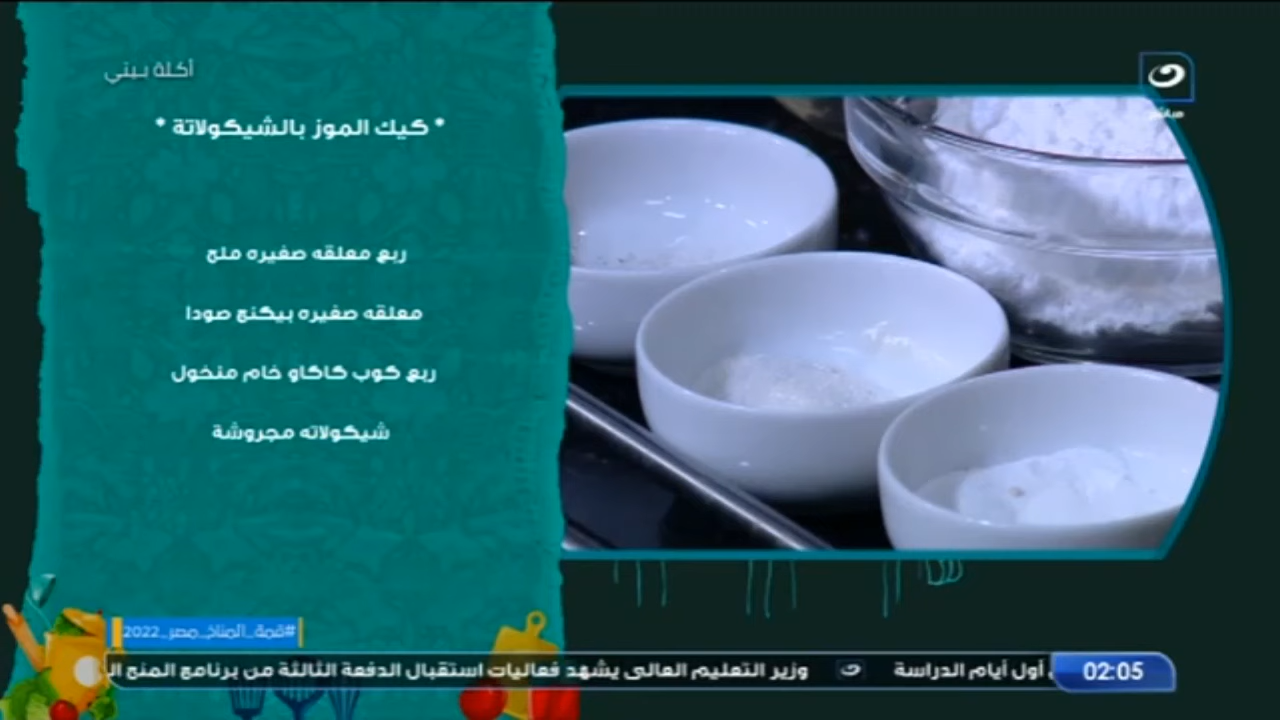 أكلة بيتي
* كيك الموز بالشيكولاتة *
ربع معلقه صغيره ملح
معلقه صغيره بيكنج صودا
ربع كوب كاكاو خام منخول
شيكولاته مجروشة
مباشر
#قمة_المناخ_مصر_2022
02:05
أول أيام الدراسة
وزير التعليم العالى يشهد فعاليات استقبال الدفعة الثالثة من برنامج المنح